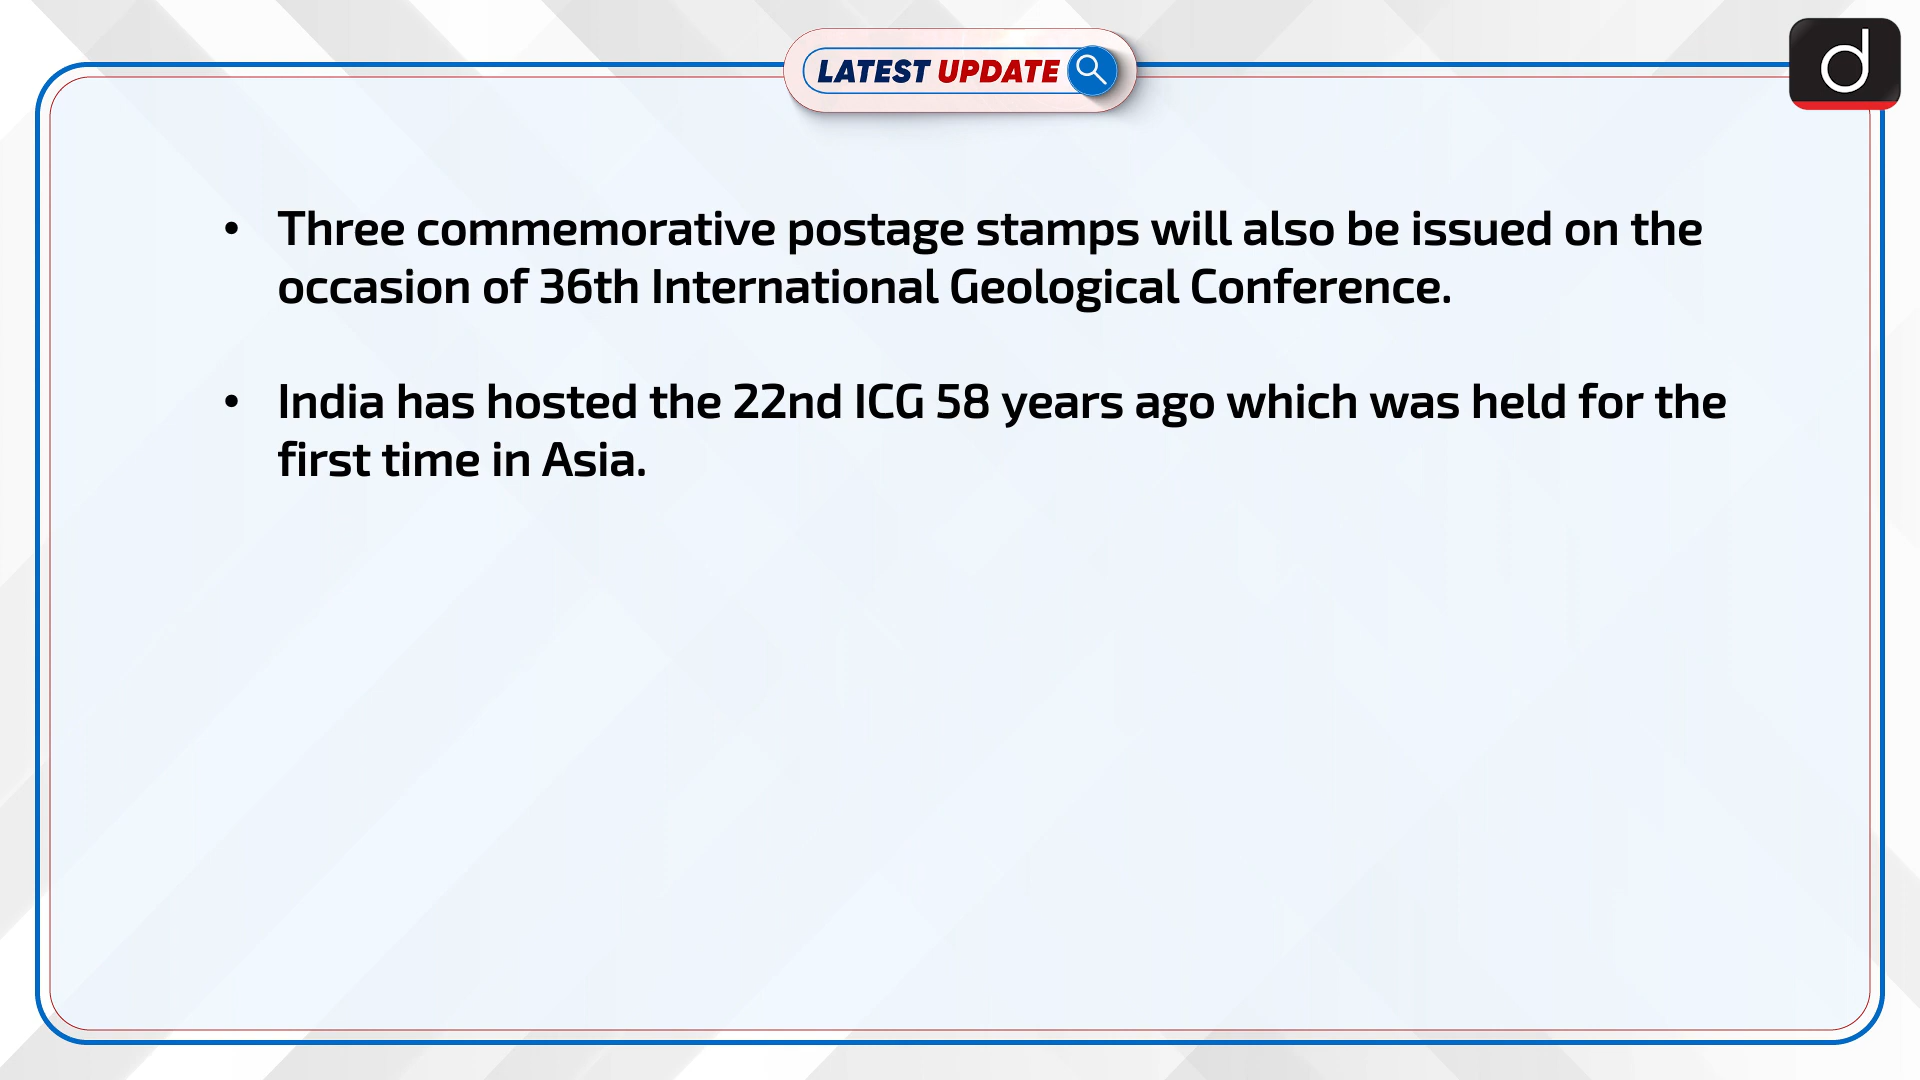 LATEST UPDATE
d
• Three commemorative postage stamps will also be issued on the
occasion of 36th International Geological Conference.
• India has hosted the 22nd ICG 58 years ago which was held for the
first time in Asia.